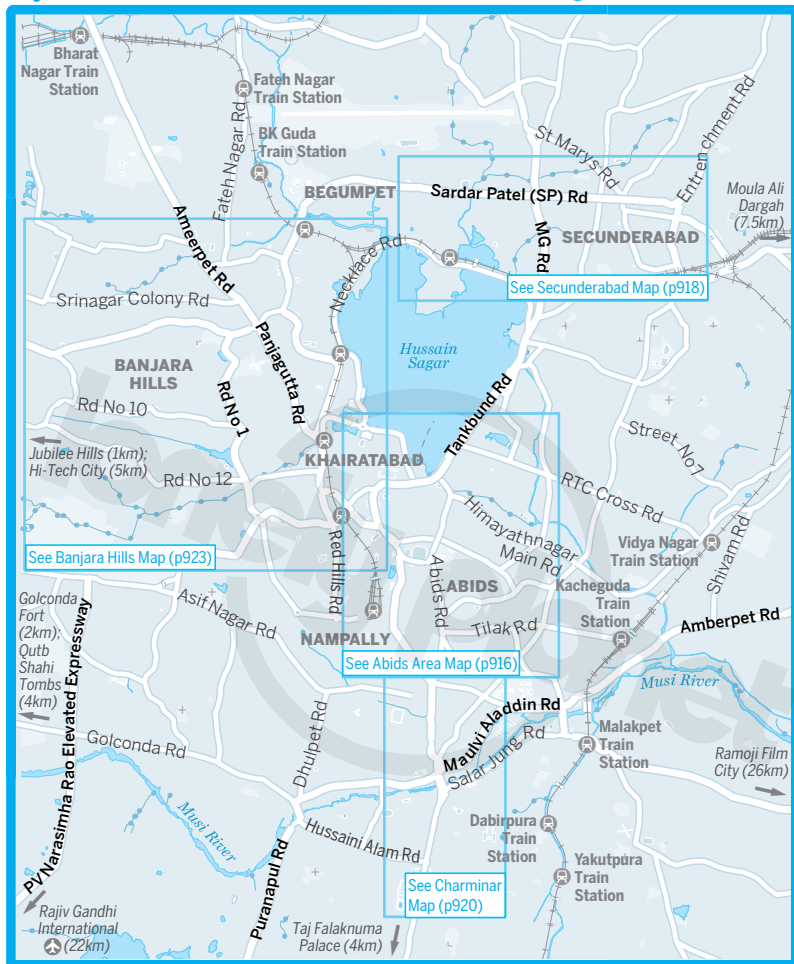 Bharat
Nagar Train
Station
Fateh Nagar
Train Station
BK Guda
Train Station
Fateh Nagar Rd
St Marys Rd
Entrenchment Rd
BEGUMPET
Sardar Patel (SP) Rd
Moula Ali
Dargah
(7.5km)
Ameerpet Rd
MG Rd
SECUNDERABAD
Necklace Rd
See Secunderabad Map (p918)
Srinagar Colony Rd
Panjagutta Rd
Hussain
Sagar
BANJARA
HILLS
Rd No 1
Tankbund Rd
Rd No 10
Street No7
Jubilee Hills (1km);
Hi-Tech City (5km)
KHAIRATABAD
Rd No 12
RTC Cross Rd
Himayathnagar
Main Rd
Vidya Nagar
Train Station
Shivam Rd
See Banjara Hills Map (p923)
Red Hills Rd
Abids Rd
ABIDS
Kacheguda
Train
Station
Golconda
Fort
(2km);
Qutb
Shahi
Tombs
(4km)
Asif Nagar Rd
NAMPALLY
Tilak Rd
Amberpet Rd
See Abids Area Map (p916)
Musi River
PVNarasimha Rao Elevated Expressway
Golconda Rd
Dhulpet Rd
Maulvi Aladdin Rd
Salar Jung Rd
Malakpet
Train
Station
Ramoji Film
City (26km)
Musi River
Hussaini Alam Rd
Dabirpura
Train
Station
Puranapul Rd
See Charminar
Map (p920)
Yakutpura
Train
Station
Rajiv Gandhi
International
(22km)
Taj Falaknuma
Palace (4km)
lonely planet